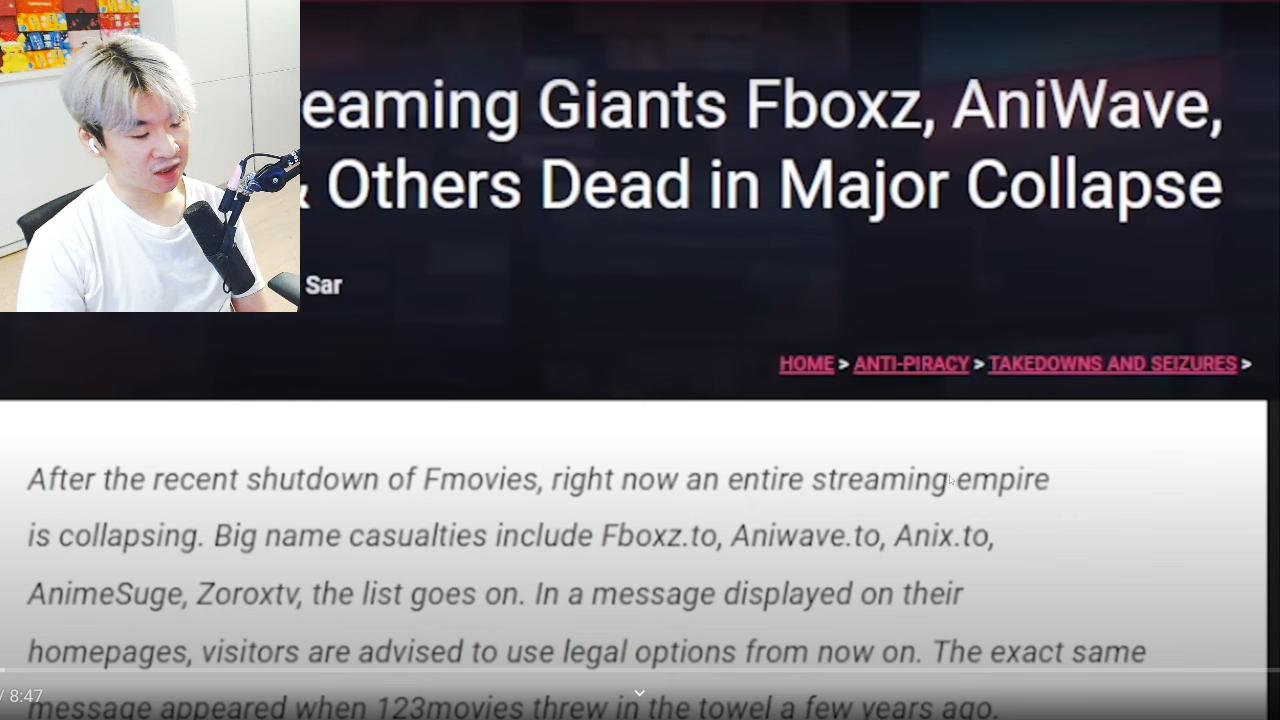 eaming Giants Fboxz, AniWave,
& Others Dead in Major Collapse
Sar
HOME > ANTI-PIRACY > TAKEDOWNS AND SEIZURES >
After the recent shutdown of Fmovies, right now an entire streaming empire
is collapsing. Big name casualties include Fboxz.to, Aniwave.to, Anix.to,
AnimeSuge, Zoroxtv, the list goes on. In a message displayed on their
homepages, visitors are advised to use legal options from now on. The exact same
/ 8:47
message appeared when 123movies threw in the towel a few years ago.